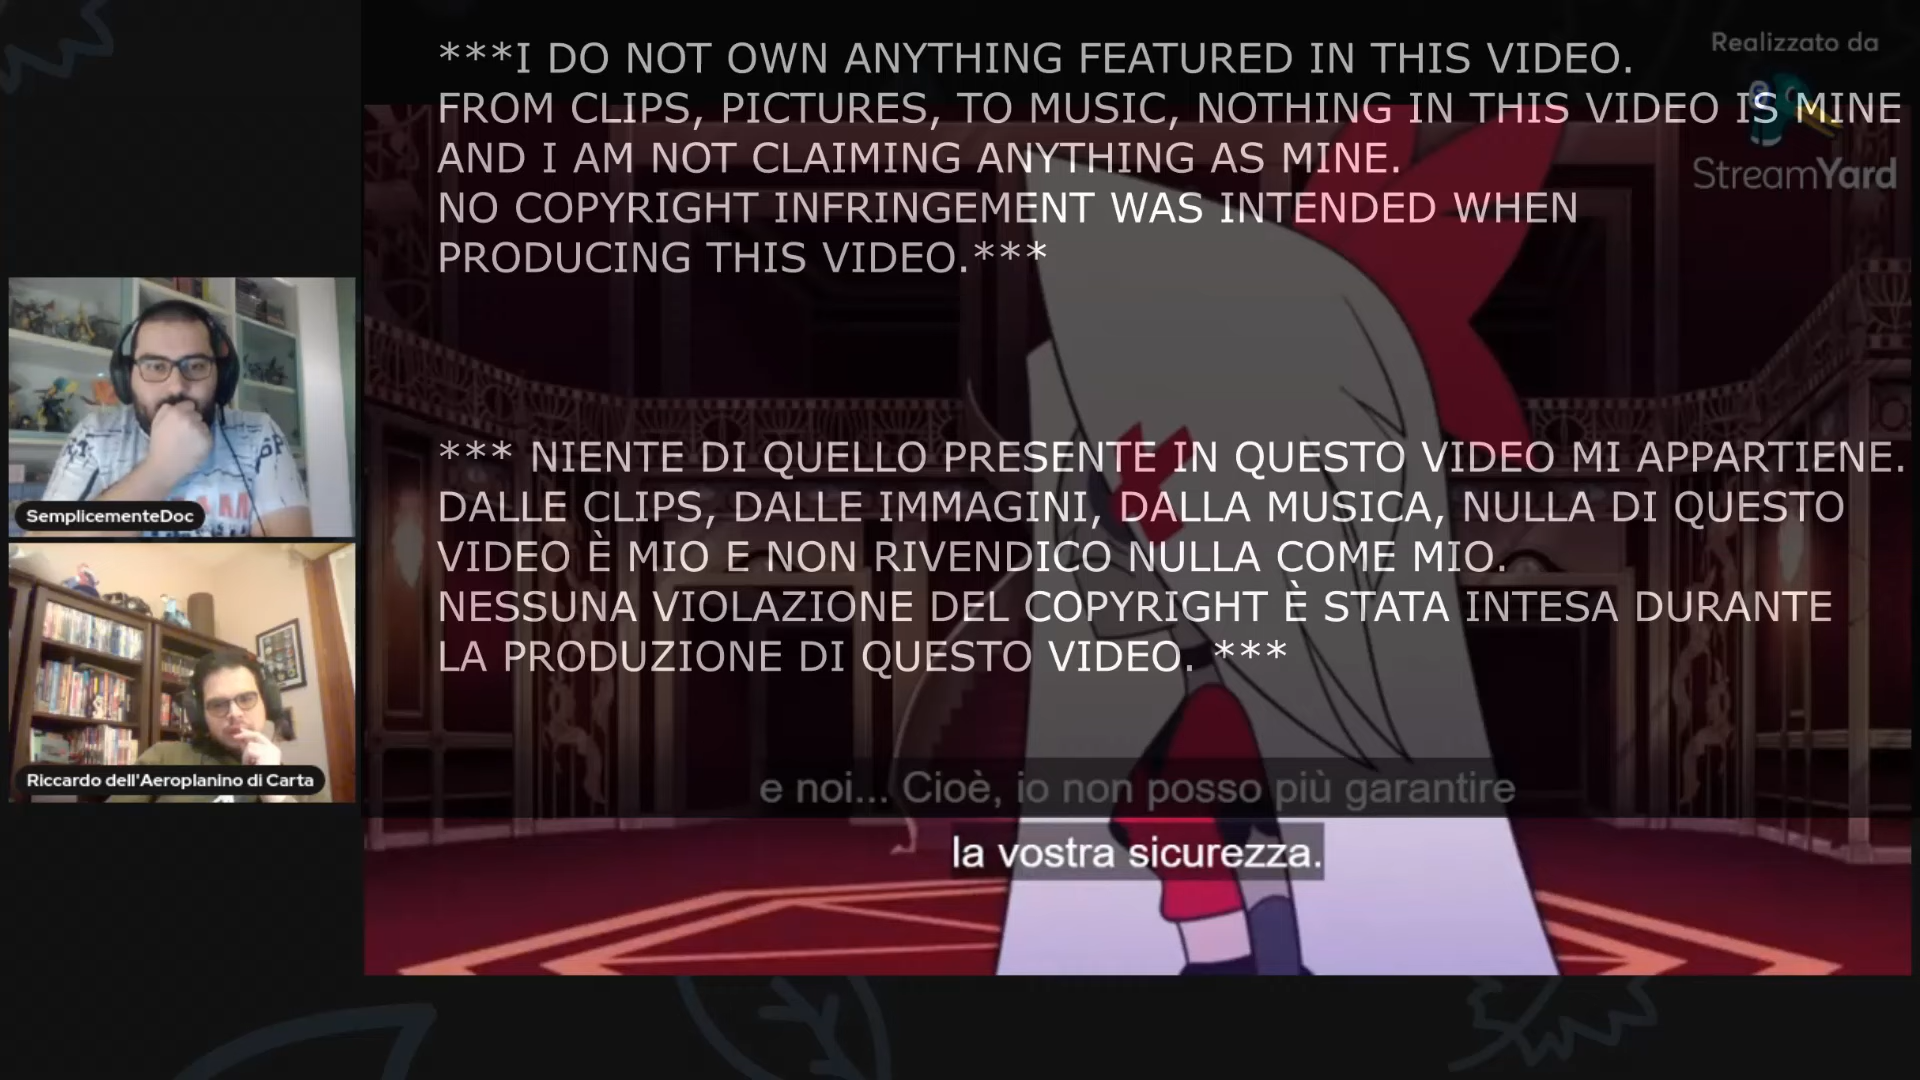 ***I DO NOT OWN ANYTHING FEATURED IN THIS VIDEO.
FROM CLIPS, PICTURES, TO MUSIC, NOTHING IN THIS VIDEO IS MINE
AND I AM NOT CLAIMING ANYTHING AS MINE.
NO COPYRIGHT INFRINGEMENT WAS INTENDED WHEN
PRODUCING THIS VIDEO.***
Realizzato da
StreamYard
*** NIENTE DI QUELLO PRESENTE IN QUESTO VIDEO MI APPARTIENE.
DALLE CLIPS, DALLE IMMAGINI, DALLA MUSICA, NULLA DI QUESTO
VIDEO È MIO E NON RIVENDICO NULLA COME MIO.
NESSUNA VIOLAZIONE DEL COPYRIGHT È STATA INTESA DURANTE
LA PRODUZIONE DI QUESTO VIDEO. ***
SemplicementeDoc
Riccardo dell'Aeroplanino di Carta
e noi... Cioè, io non posso più garantire
la vostra sicurezza.